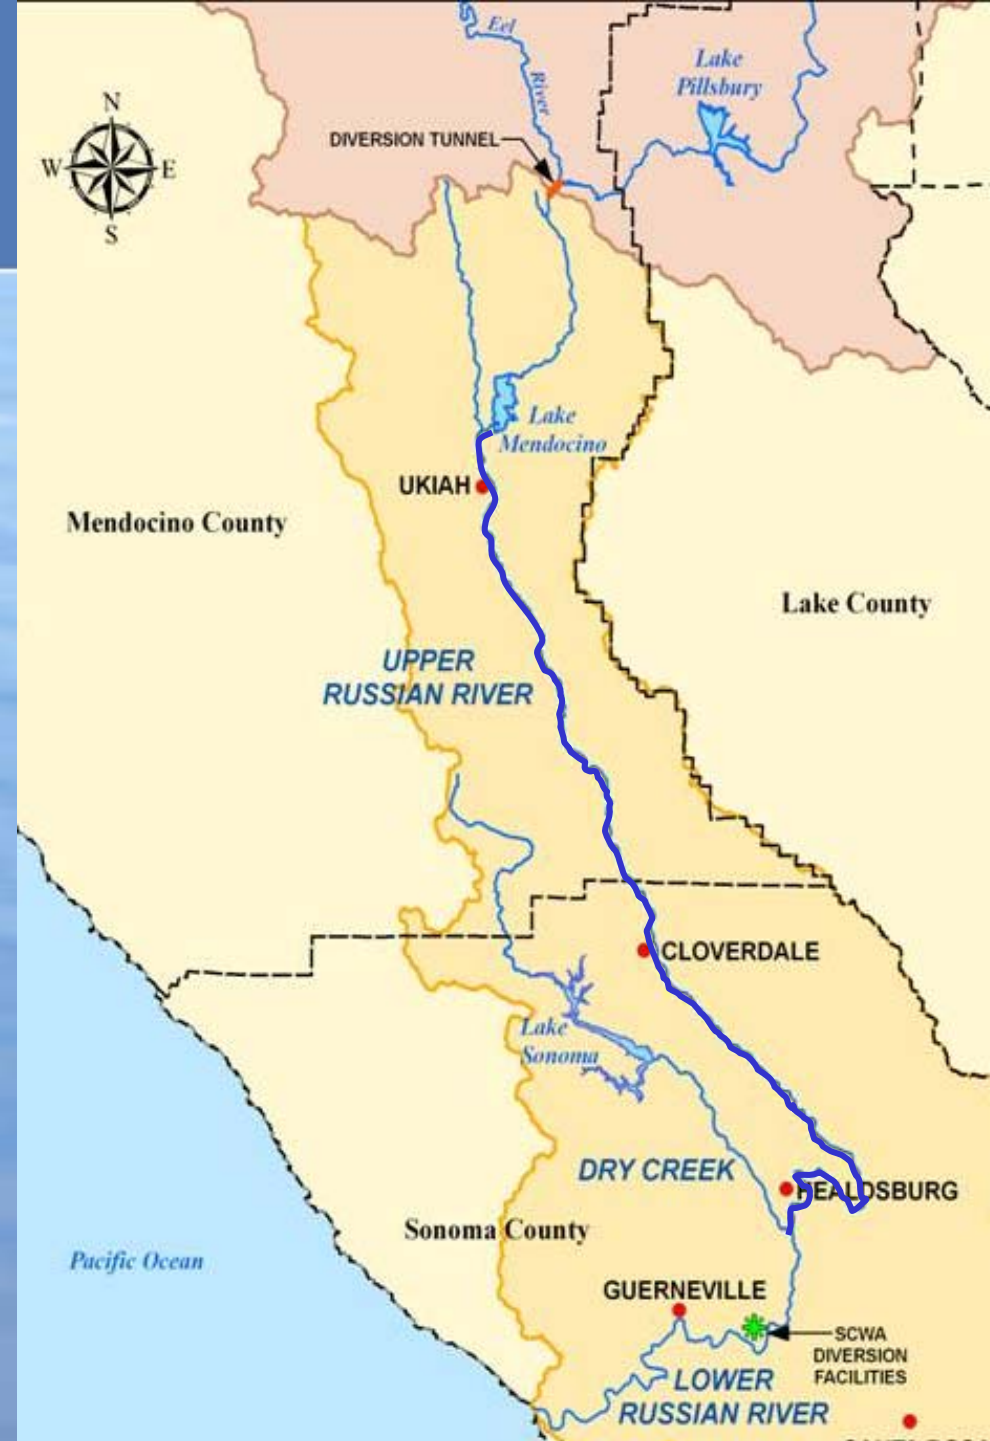 Eel
River
Lake
Pillsbury
DIVERSION TUNNEL
N
W
E
S
Lake
Mendocino
UKIAH
Mendocino County
Lake County
UPPER
RUSSIAN RIVER
CLOVERDALE
Lake
Sonoma
DRY CREEK
HEALDSBURG
Sonoma County
Pacific Ocean
GUERNEVILLE
SCWA
DIVERSION
FACILITIES
LOWER
RUSSIAN RIVER